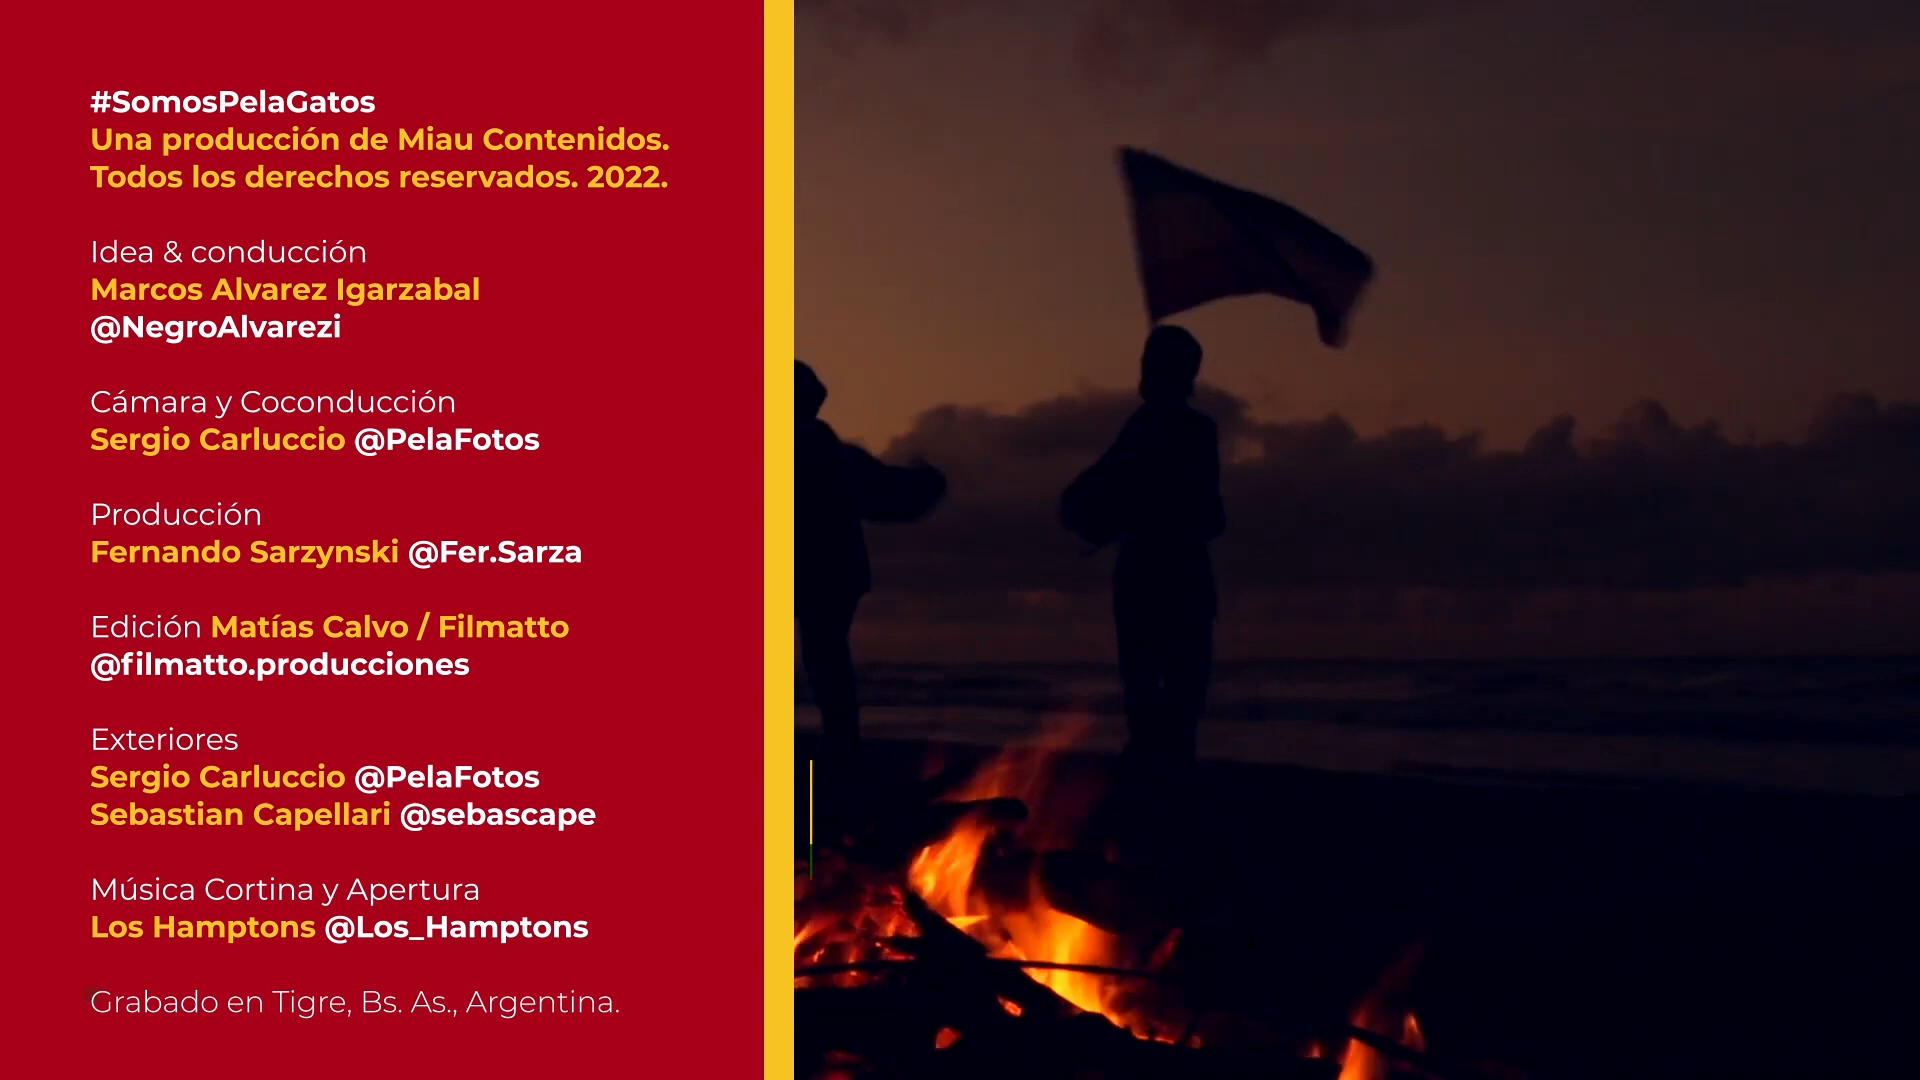 #SomosPelaGatos
Una producción de Miau Contenidos.
Todos los derechos reservados. 2022.
Idea & conducción
Marcos Alvarez Igarzabal
@NegroAlvarezi
Cámara y Coconducción
Sergio Carluccio @PelaFotos
Producción
Fernando Sarzynski @Fer.Sarza
Edición Matías Calvo / Filmatto
@filmatto.producciones
Exteriores
Sergio Carluccio @PelaFotos
Sebastian Capellari @sebascape
Música Cortina y Apertura
Los Hamptons @Los_Hamptons
Grabado en Tigre, Bs. As., Argentina.